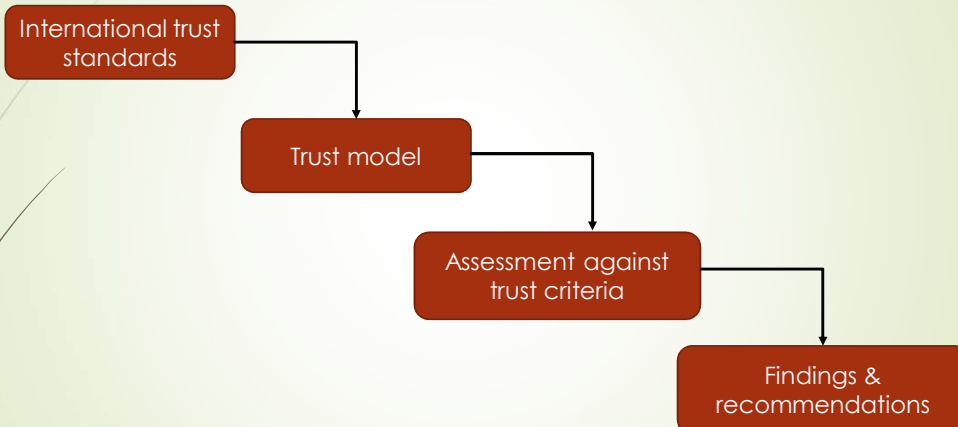 International trust
standards
Trust model
Assessment against
trust criteria
Findings &
recommendations